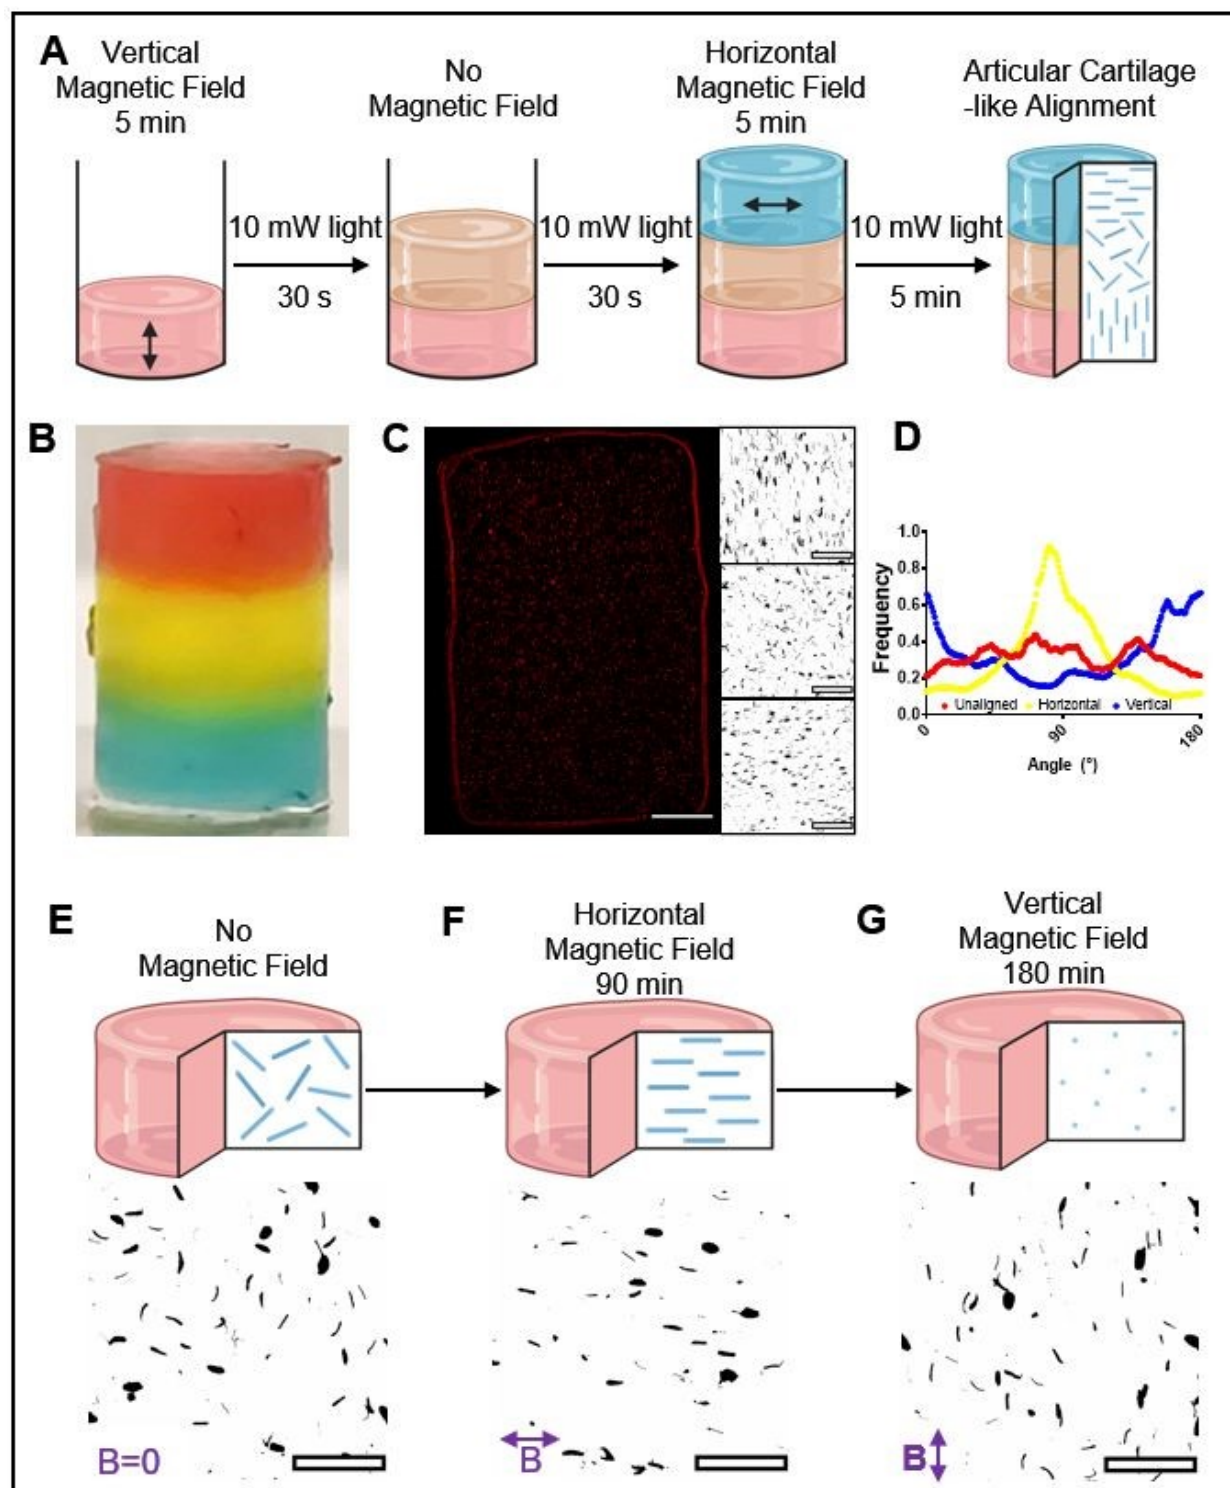 A
Vertical
Magnetic Field
5 min
No
Magnetic Field
Horizontal
Magnetic Field
5 min
Articular Cartilage
-like Alignment
10 mW light
30 s
10 mW light
30 s
10 mW light
5 min
B
C
D
Frequency
1.0
0.8
0.6
0.4
0.2
0.0
Unaligned Horizontal Vertical
0
90
180
Angle (°)
E
No
Magnetic Field
F
Horizontal
Magnetic Field
90 min
G
Vertical
Magnetic Field
180 min
B=0
B
B